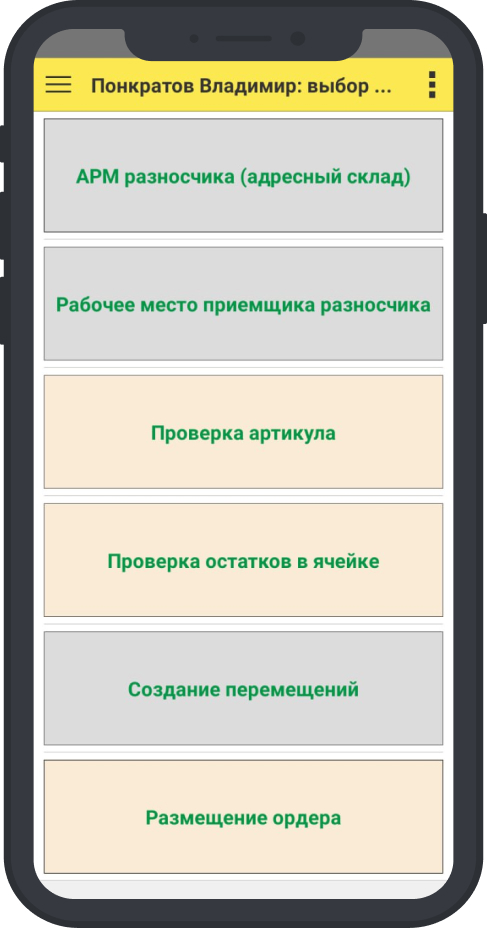 Понкратов Владимир: выбор ...
АРМ разносчика (адресный склад)
Рабочее место приемщика разносчика
Проверка артикула
Проверка остатков в ячейке
Создание перемещений
Размещение ордера